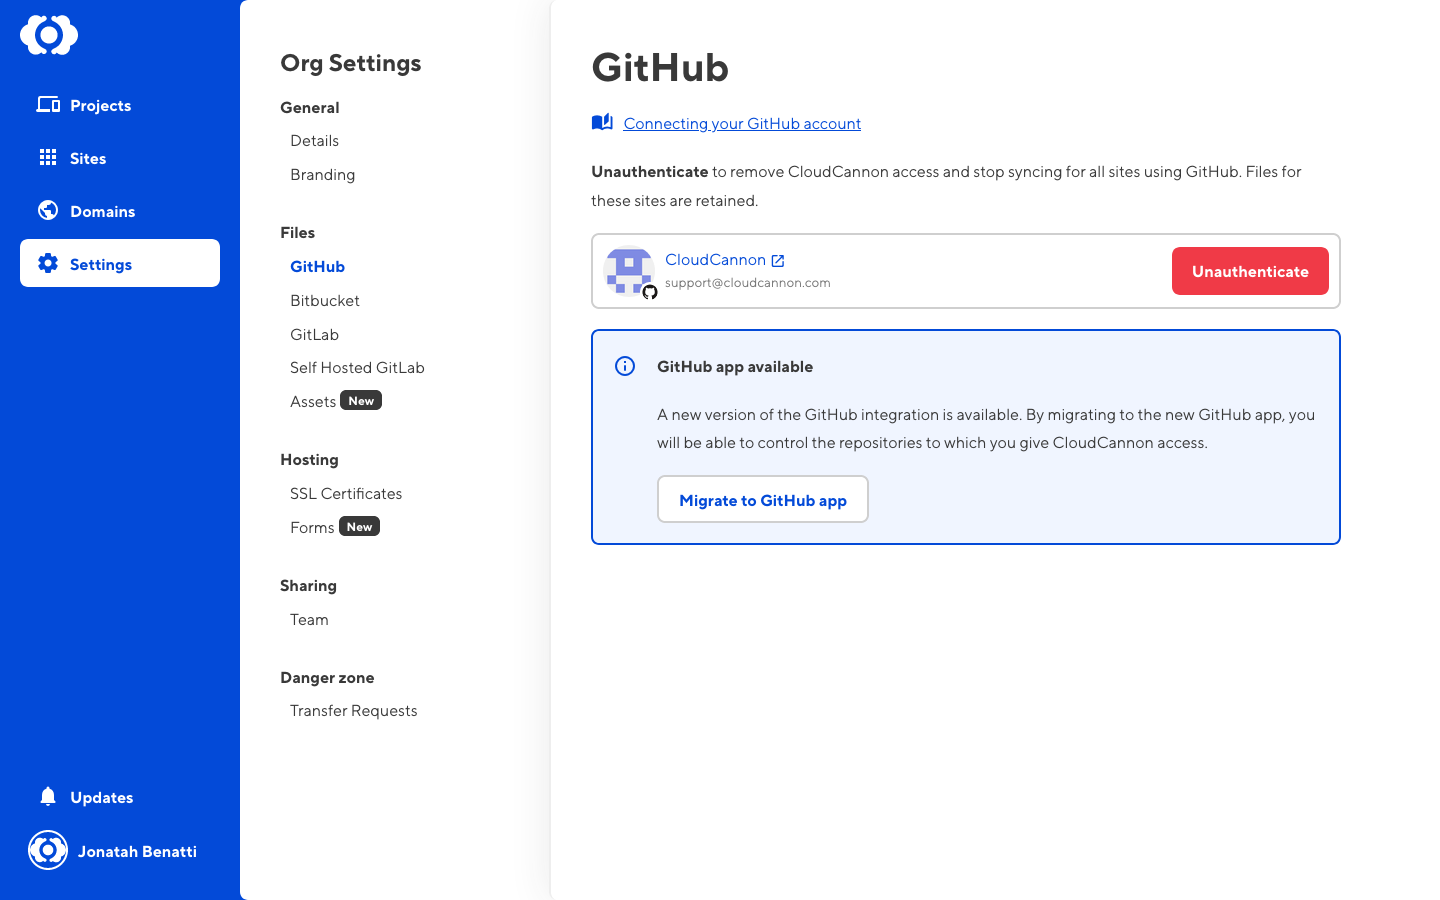 Projects
Sites
Domains
Settings
Updates
Jonatah Benatti
Org Settings
General
Details
Branding
Files
GitHub
Bitbucket
GitLab
Self Hosted GitLab
Assets New
Hosting
SSL Certificates
Forms New
Sharing
Team
Danger zone
Transfer Requests
GitHub
Connecting your GitHub account
Unauthenticate to remove CloudCannon access and stop syncing for all sites using GitHub. Files for
these sites are retained.
CloudCannon
support@cloudcannon.com
Unauthenticate
GitHub app available
A new version of the GitHub integration is available. By migrating to the new GitHub app, you
will be able to control the repositories to which you give CloudCannon access.
Migrate to GitHub app